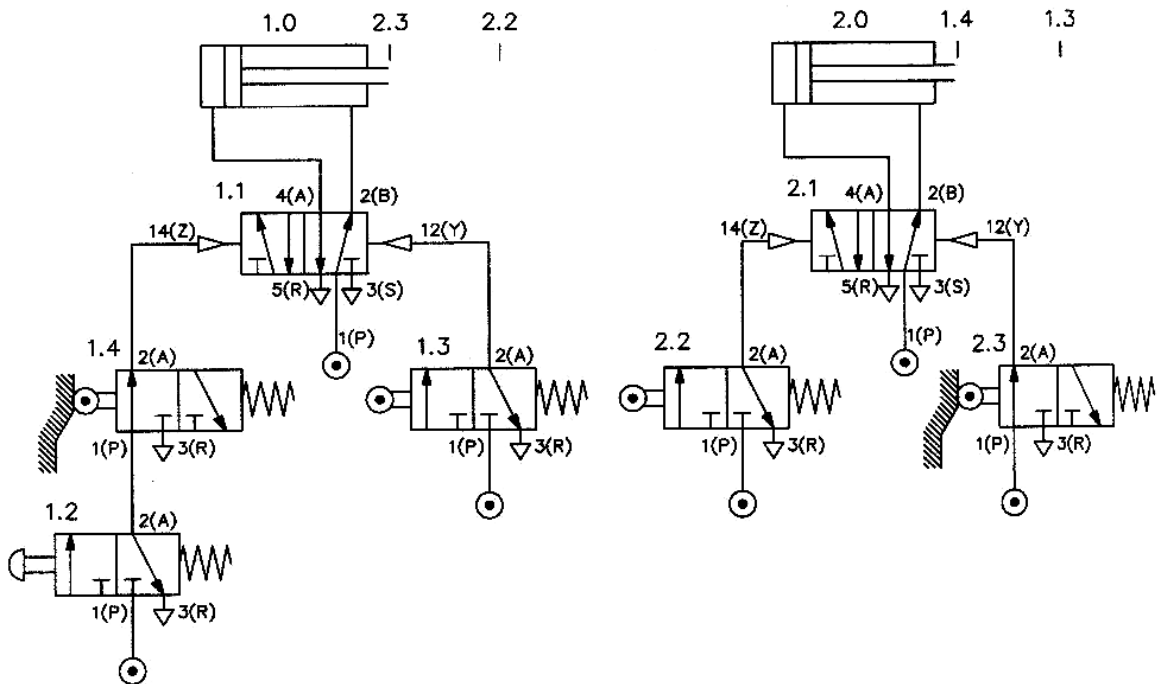 1.0 2.3 2.2 2.0 1.4 1.3
1.1 4(A) 2(B) 2.1 4(A) 2(B)
14(Z) 12(Y) 14(Z) 12(Y)
5(R) 3(S) 5(R) 3(S)
1(P) 1(P)
1.4 2(A) 1.3 2(A) 2.2 2(A) 2.3 2(A)
1(P) 3(R) 1(P) 3(R) 1(P) 3(R) 1(P) 3(R)
1.2 2(A)
1(P) 3(R)